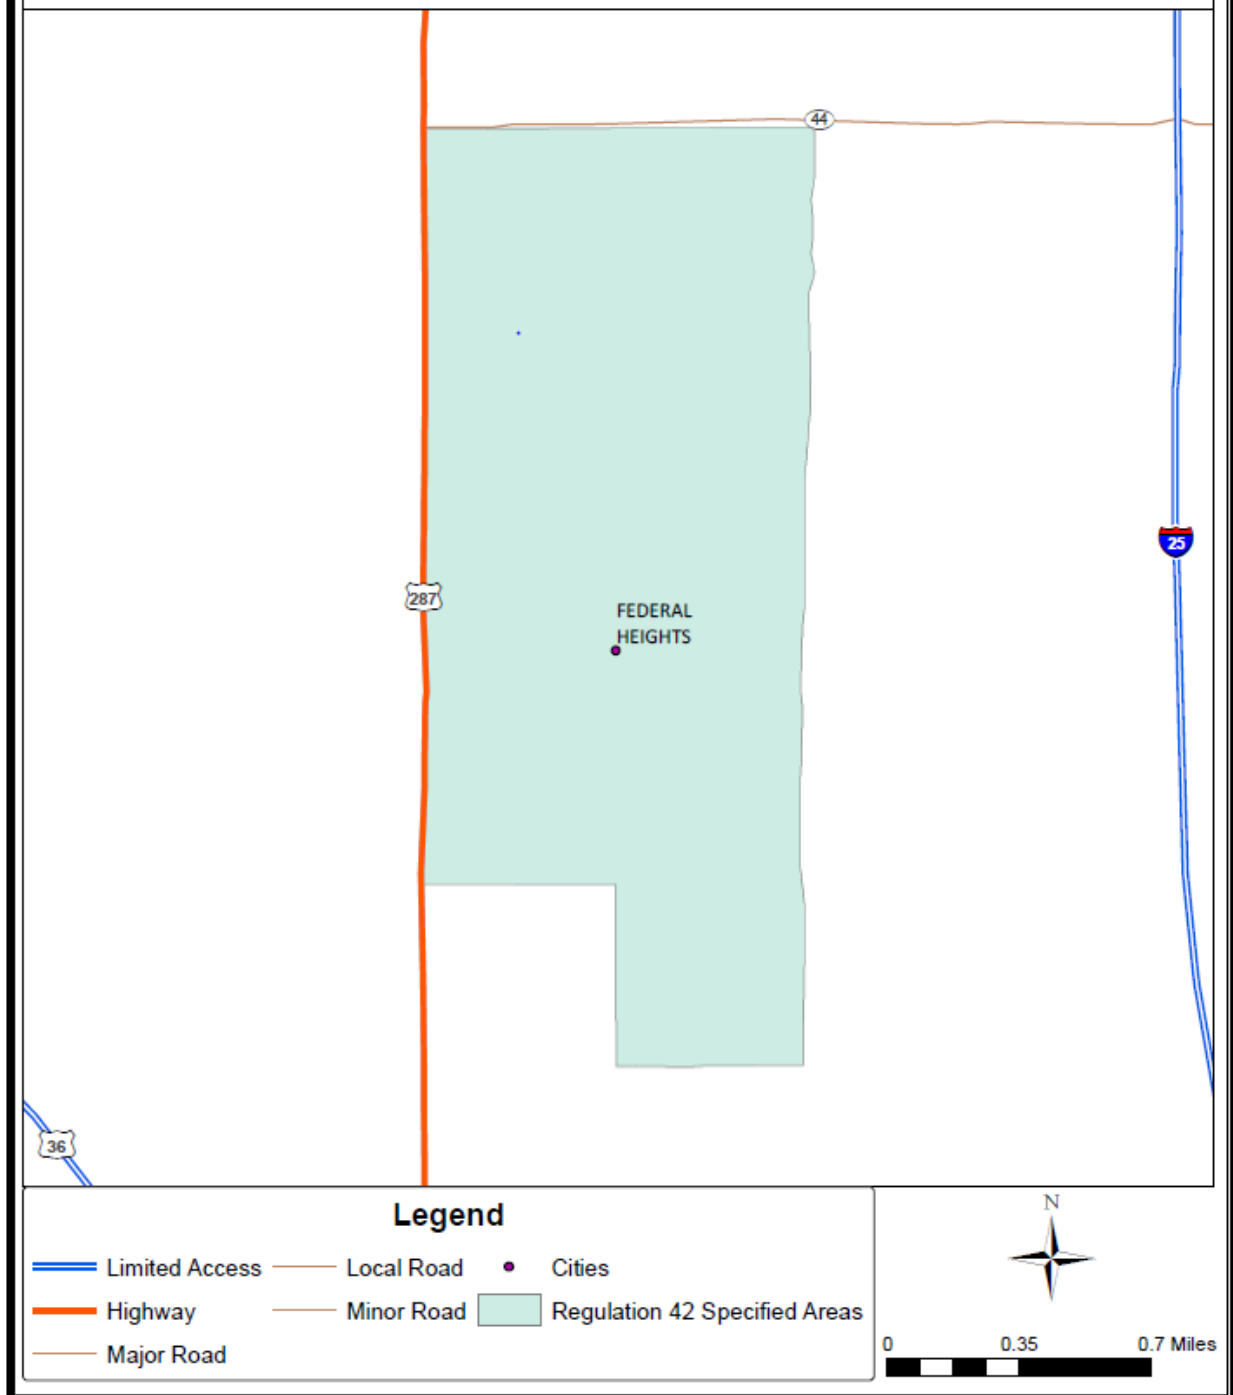 44
25
287
FEDERAL
HEIGHTS
36
Legend
Limited Access
Local Road
Cities
Highway
Minor Road
Regulation 42 Specified Areas
Major Road
N
0 0.35 0.7 Miles